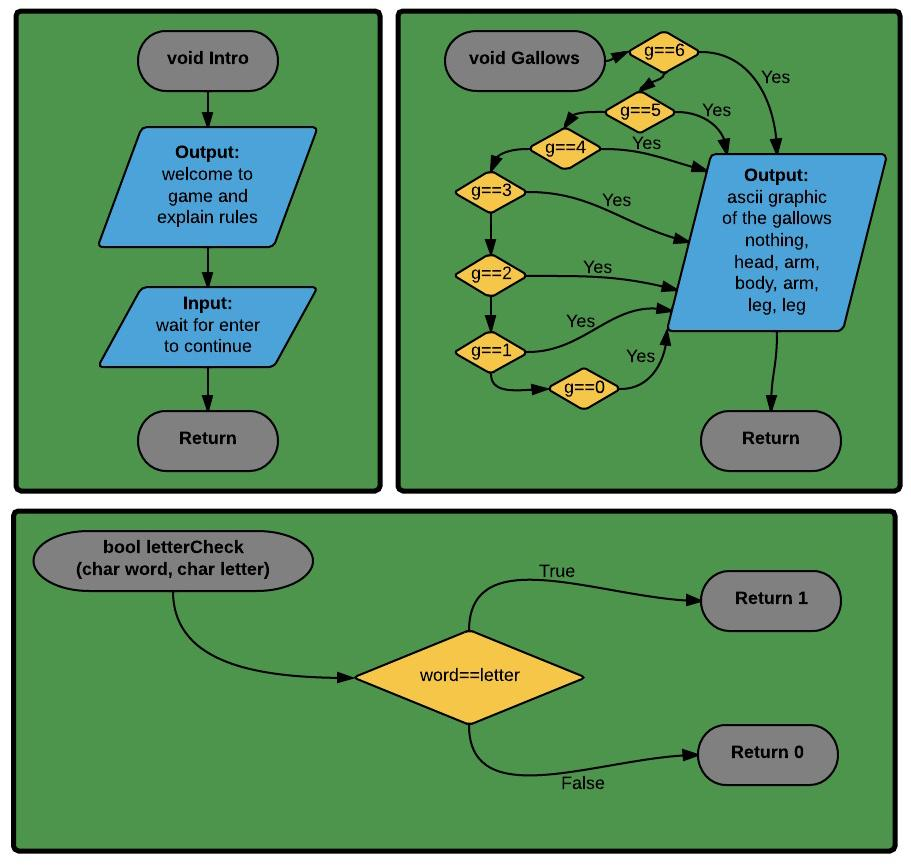 void Intro
Output:
welcome to
game and
explain rules
Input:
wait for enter
to continue
Return
void Gallows
g==6
Yes
g==5
Yes
g==4
Yes
g==3
Yes
g==2
Yes
g==1
Yes
g==0
Yes
Output:
ascii graphic
of the gallows
nothing,
head, arm,
body, arm,
leg, leg
Return
bool letterCheck
(char word, char letter)
word==letter
True
Return 1
False
Return 0